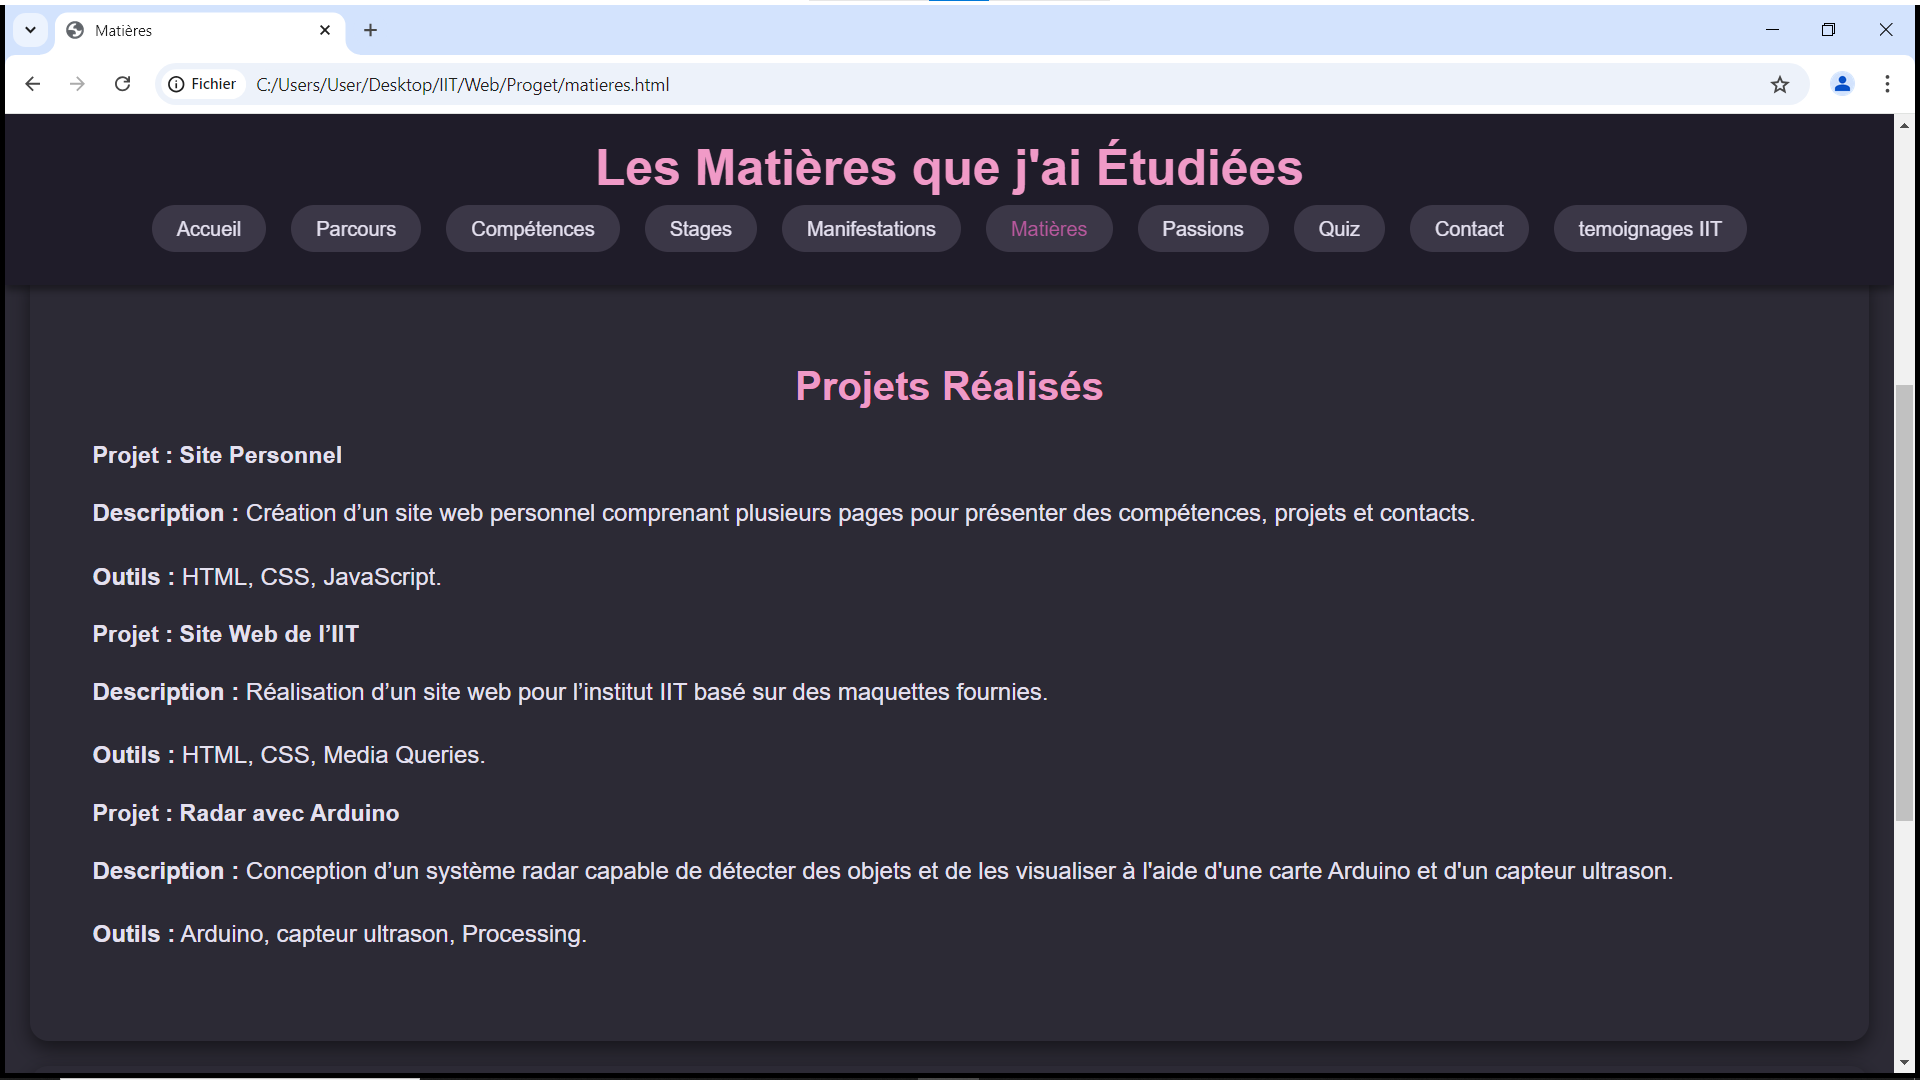 Matières
Fichier C:/Users/User/Desktop/IIT/Web/Proget/matieres.html
Les Matières que j'ai Étudiées
Accueil Parcours Compétences Stages Manifestations Matières Passions Quiz Contact temoignages IIT
Projets Réalisés
Projet : Site Personnel
Description : Création d’un site web personnel comprenant plusieurs pages pour présenter des compétences, projets et contacts.
Outils : HTML, CSS, JavaScript.
Projet : Site Web de l’IIT
Description : Réalisation d’un site web pour l’institut IIT basé sur des maquettes fournies.
Outils : HTML, CSS, Media Queries.
Projet : Radar avec Arduino
Description : Conception d’un système radar capable de détecter des objets et de les visualiser à l'aide d'une carte Arduino et d'un capteur ultrason.
Outils : Arduino, capteur ultrason, Processing.